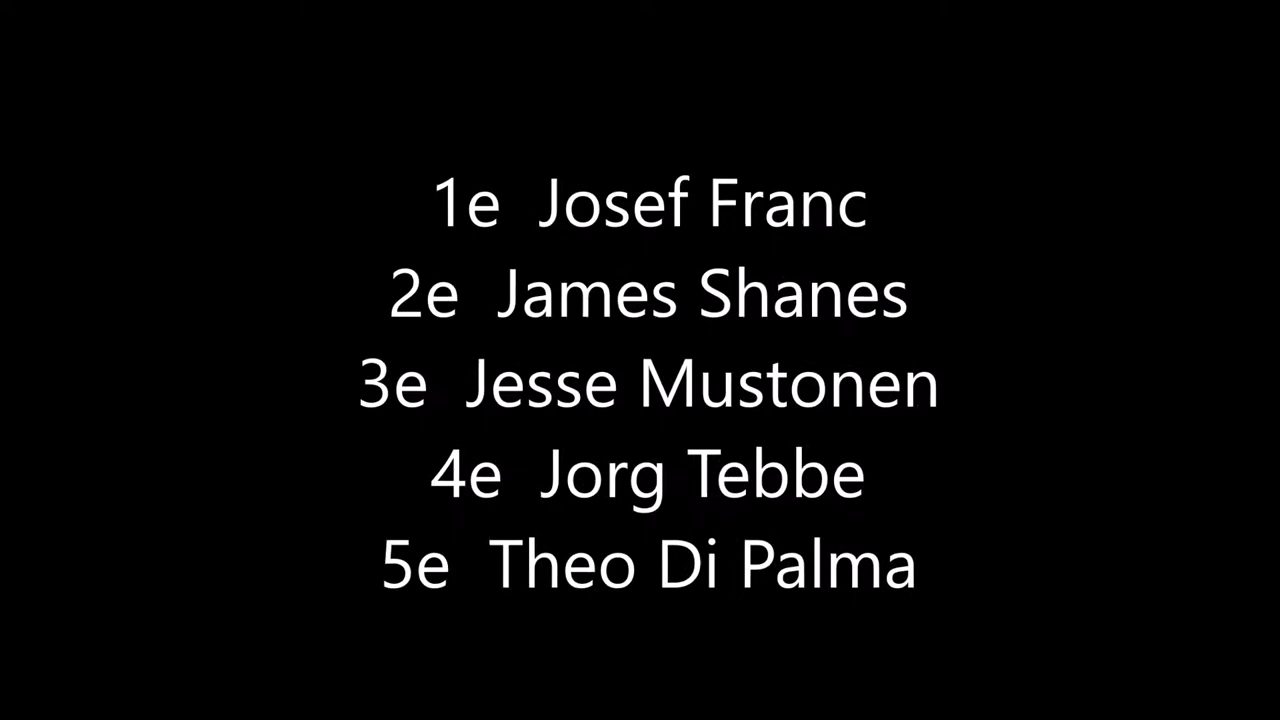 1e  Josef Franc
2e  James Shanes
3e  Jesse Mustonen
4e  Jorg Tebbe
5e  Theo Di Palma